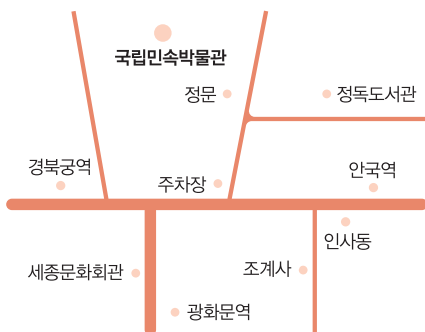 국립민속박물관
정문
정독도서관
경북궁역
주차장
안국역
인사동
세종문화회관
조계사
광화문역